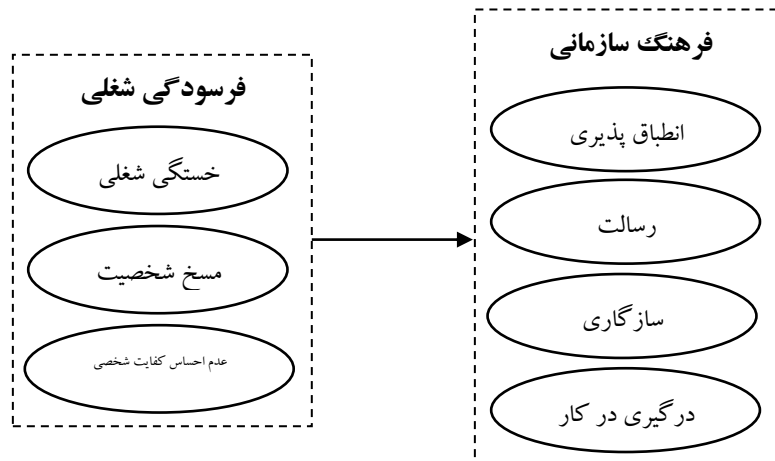 فرهنگ سازمانی
انطباق پذیری
رسالت
سازگاری
درگیری در کار
فرسودگی شغلی
خستگی شغلی
مسخ شخصیت
عدم احساس کفایت شخصی